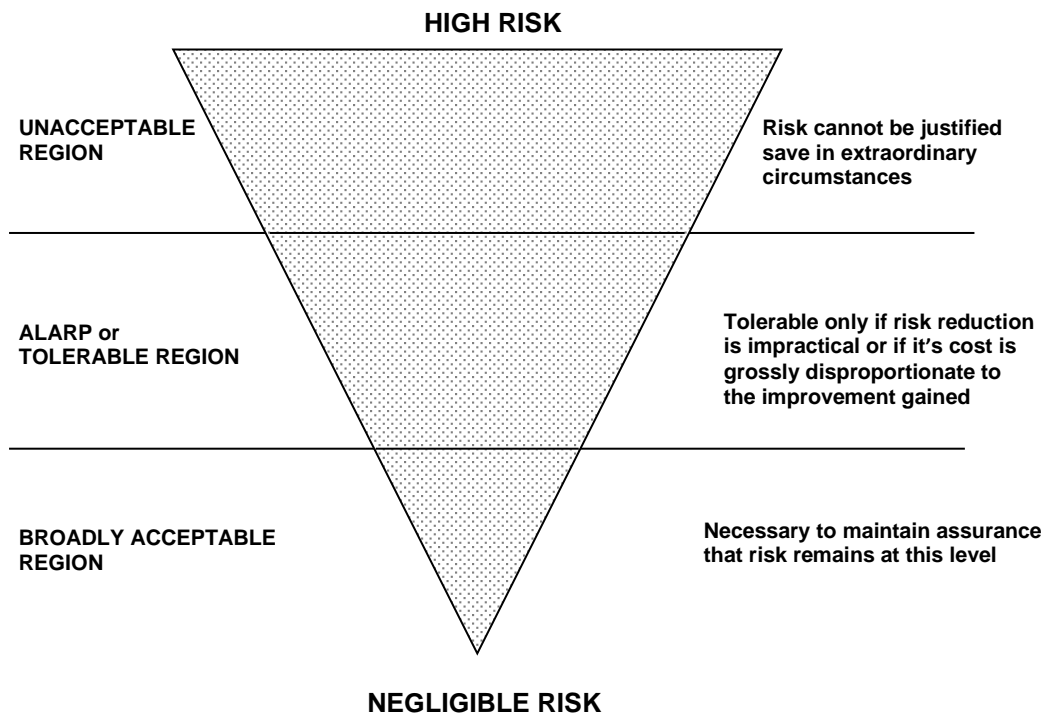 HIGH RISK
UNACCEPTABLE
REGION
Risk cannot be justified
save in extraordinary
circumstances
ALARP or
TOLERABLE REGION
Tolerable only if risk reduction
is impractical or if it’s cost is
grossly disproportionate to
the improvement gained
BROADLY ACCEPTABLE
REGION
Necessary to maintain assurance
that risk remains at this level
NEGLIGIBLE RISK